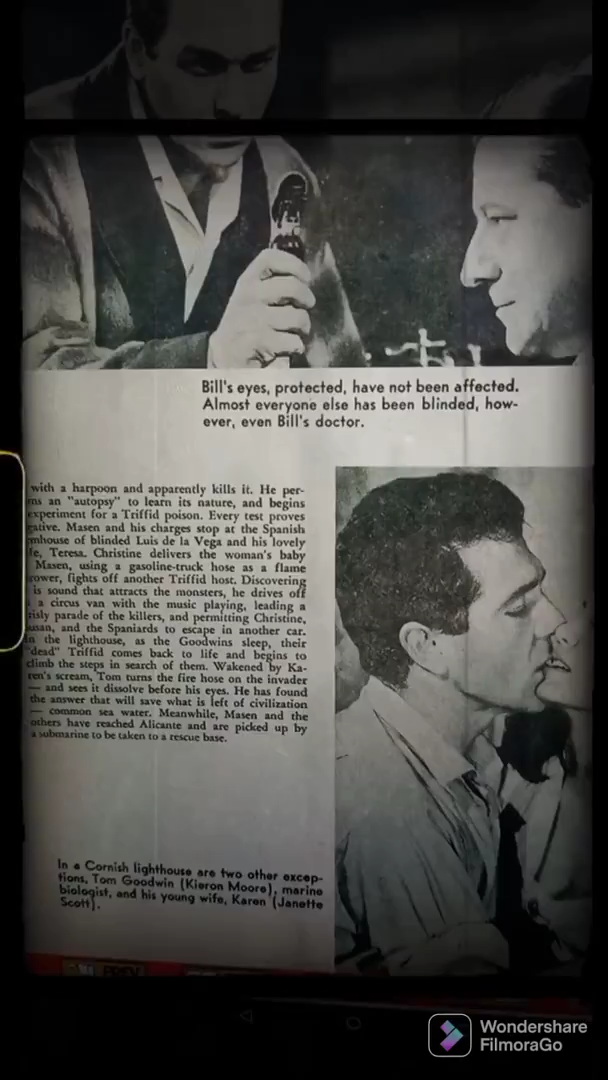 Bill's eyes, protected, have not been affected.
Almost everyone else has been blinded, how-
ever, even Bill's doctor.
with a harpoon and apparently kills it. He per-
ms an "autopsy" to learn its nature, and begins
experiment for a Triffid poison. Every test proves
gative. Masen and his charges stop at the Spanish
mhouse of blinded Luis de la Vega and his lovely
fe, Teresa. Christine delivers the woman's baby
Masen, using a gasoline-truck hose as a flame
rower, fights off another Triffid host. Discovering
is sound that attracts the monsters, he drives off
a circus van with the music playing, leading a
isly parade of the killers, and permitting Christine,
usan, and the Spaniards to escape in another car.
In the lighthouse, as the Goodwins sleep, their
"dead" Triffid comes back to life and begins to
climb the steps in search of them. Wakened by Ka-
ren's scream, Tom turns the fire hose on the invader
— and sees it dissolve before his eyes. He has found
the answer that will save what is left of civilization
— common sea water. Meanwhile, Masen and the
others have reached Alicante and are picked up by
a submarine to be taken to a rescue base.
In a Cornish lighthouse are two other excep-
tions, Tom Goodwin (Kieron Moore), marine
biologist, and his young wife, Karen (Janette
Scott).
Wondershare
FilmoraGo